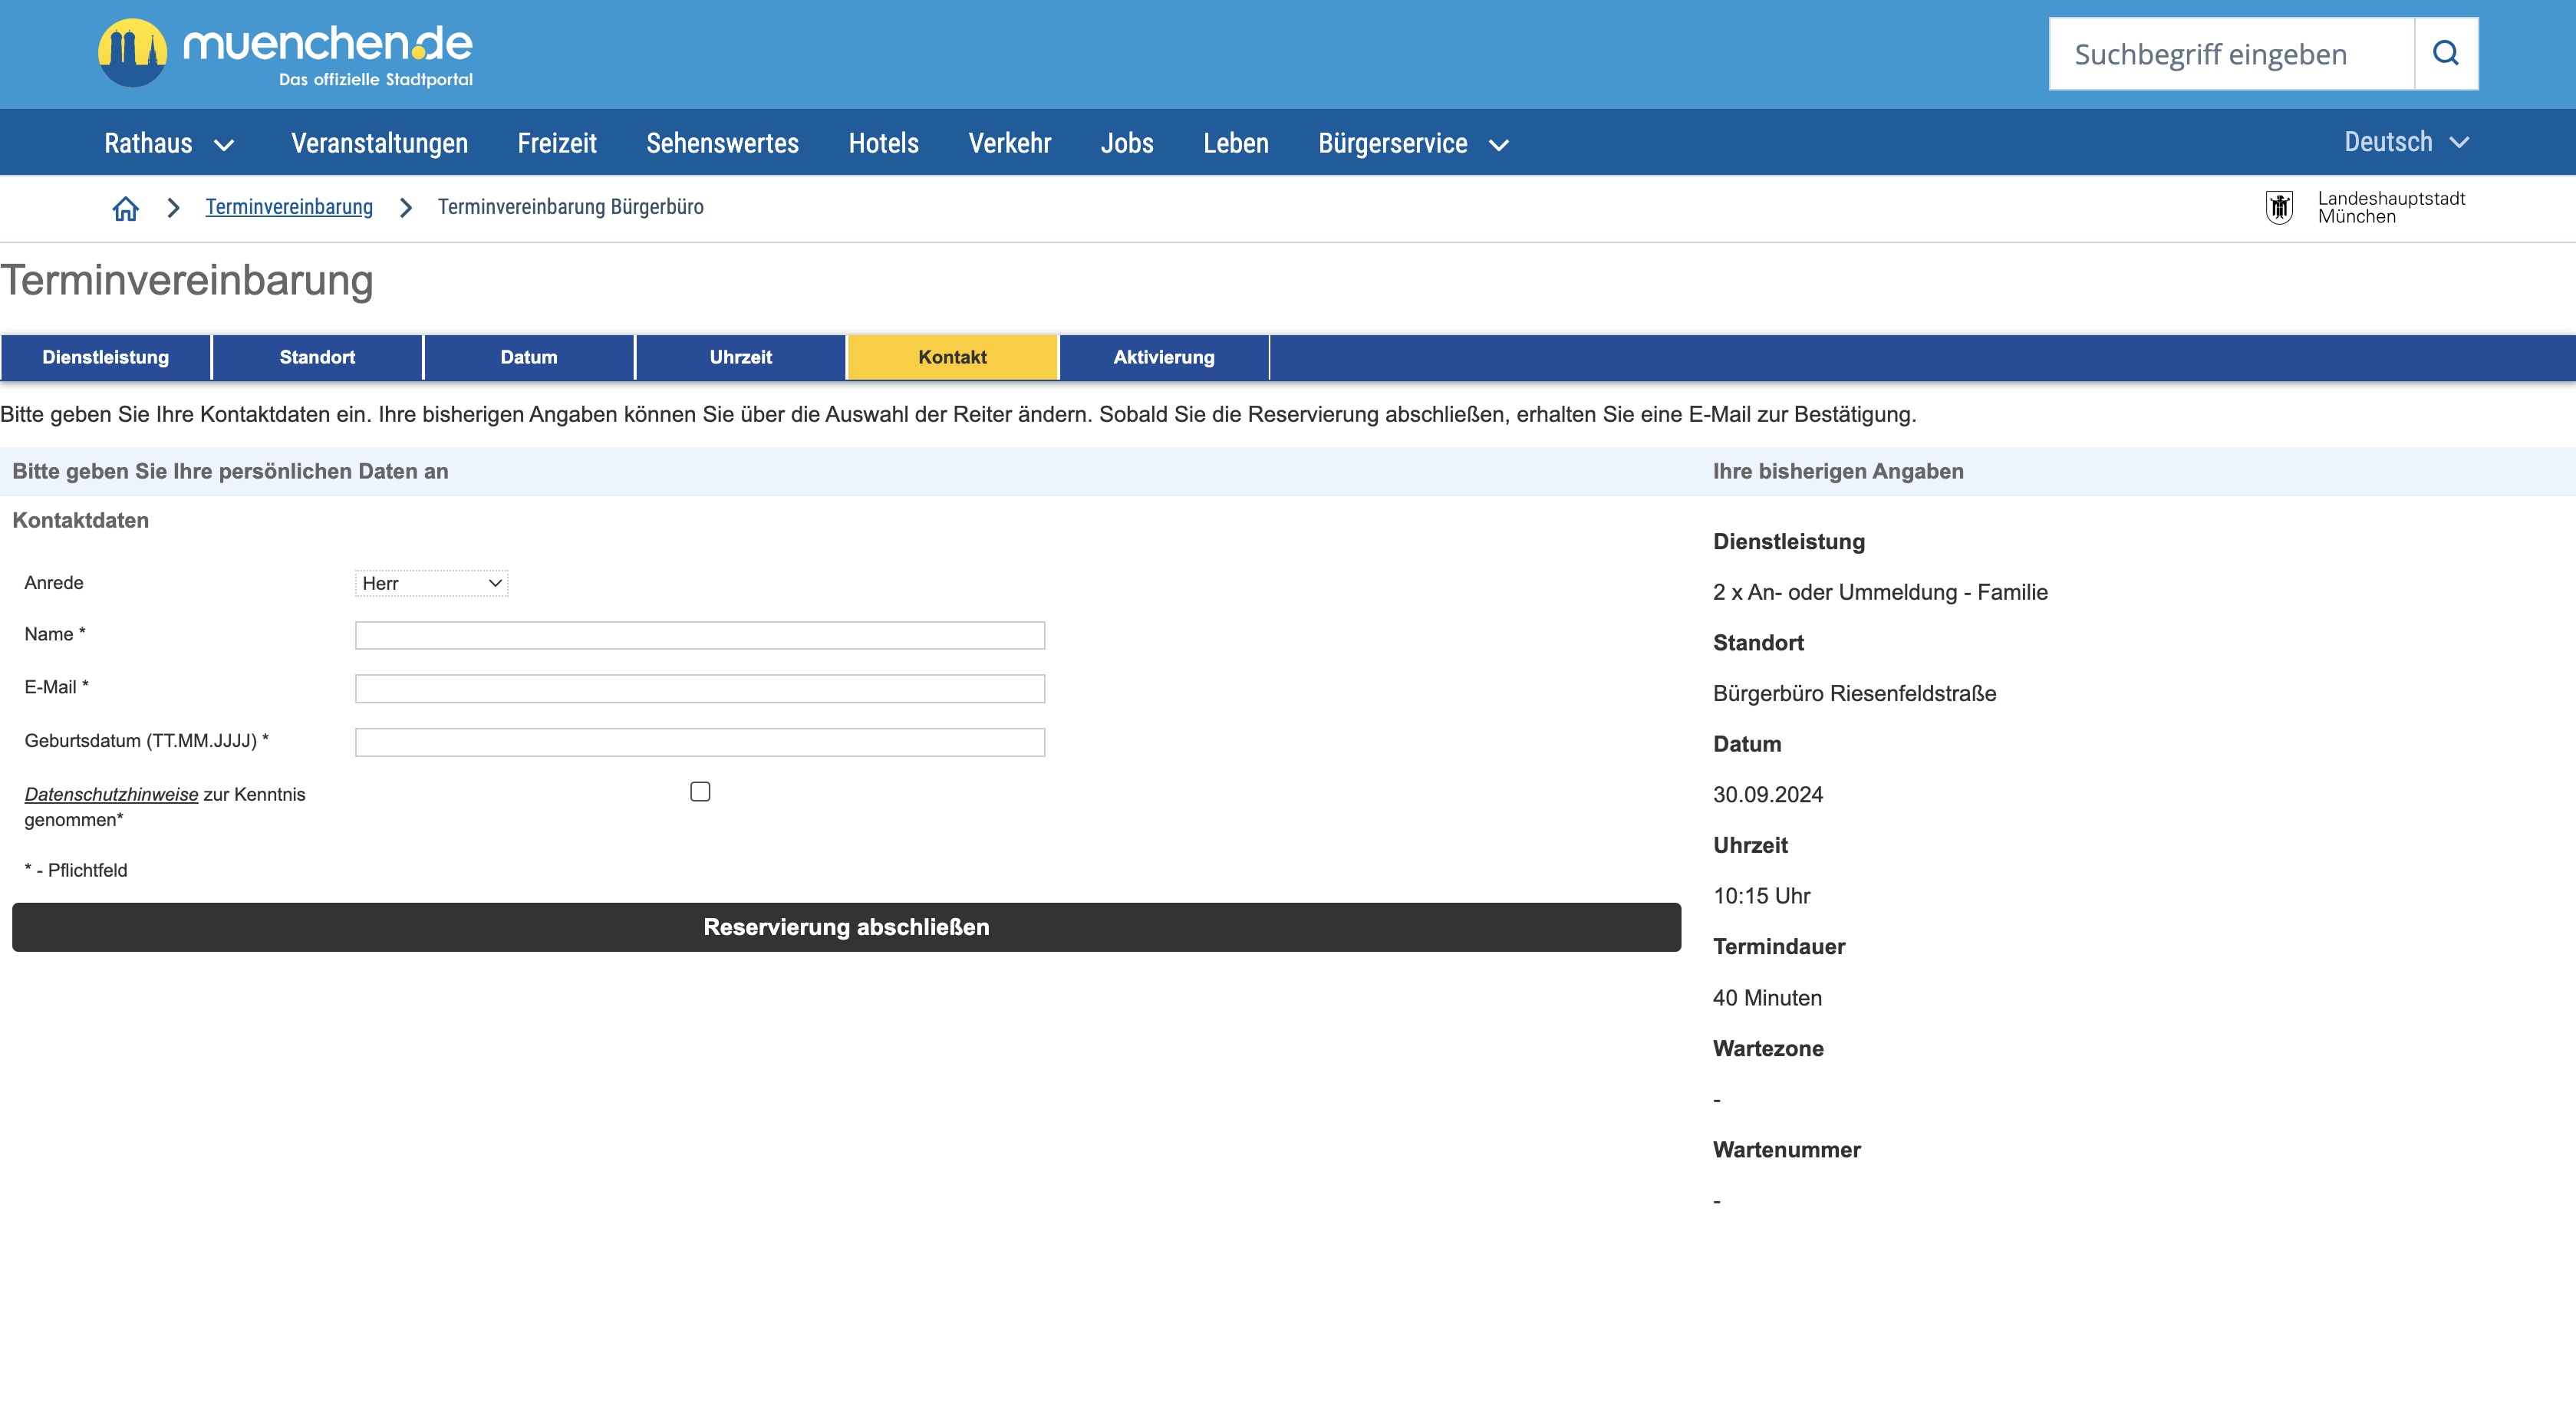 muenchen.de
Das offizielle Stadtportal
Suchbegriff eingeben
Rathaus Veranstaltungen Freizeit Sehenswertes Hotels Verkehr Jobs Leben Bürgerservice Deutsch
Terminvereinbarung Terminvereinbarung Bürgerbüro
Landeshauptstadt
München
Terminvereinbarung
Dienstleistung Standort Datum Uhrzeit Kontakt Aktivierung
Bitte geben Sie Ihre Kontaktdaten ein. Ihre bisherigen Angaben können Sie über die Auswahl der Reiter ändern. Sobald Sie die Reservierung abschließen, erhalten Sie eine E-Mail zur Bestätigung.
Bitte geben Sie Ihre persönlichen Daten an
Kontaktdaten
Anrede Herr
Name *
E-Mail *
Geburtsdatum (TT.MM.JJJJ) *
Datenschutzhinweise zur Kenntnis
genommen*
* - Pflichtfeld
Reservierung abschließen
Ihre bisherigen Angaben
Dienstleistung
2 x An- oder Ummeldung - Familie
Standort
Bürgerbüro Riesenfeldstraße
Datum
30.09.2024
Uhrzeit
10:15 Uhr
Termindauer
40 Minuten
Wartezone
-
Wartenummer
-